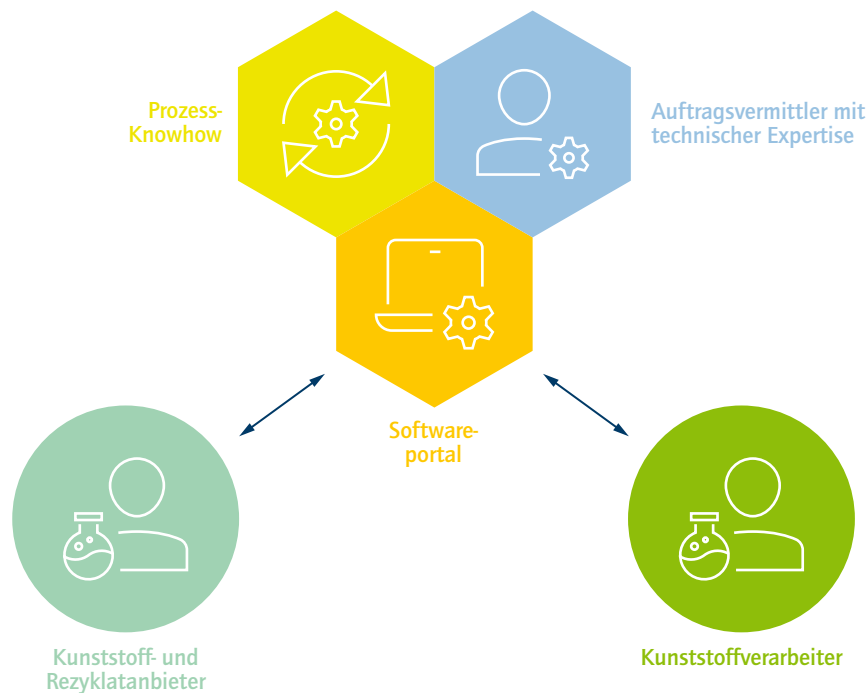 Prozess-
Knowhow
Auftragsvermittler mit
technischer Expertise
Software-
portal
Kunststoff- und
Rezyklatanbieter
Kunststoffverarbeiter